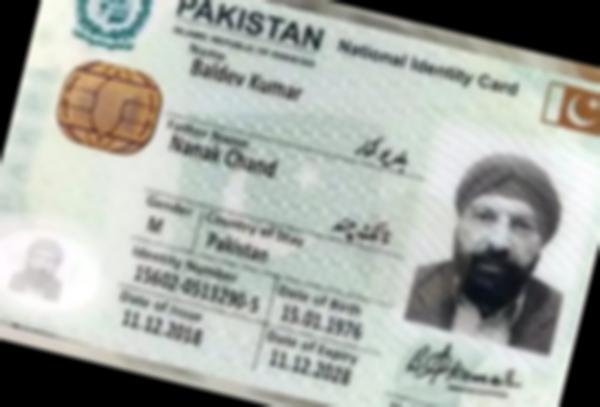 PAKISTAN National Identity Card
ISLAMIC REPUBLIC OF PAKISTAN
Name
Baldev Kumar
Father Name
Nanak Chand
Gender Country of Stay
M Pakistan
Identity Number Date of Birth
15602-0513290-5 15.01.1976
Date of Issue Date of Expiry
11.12.2018 11.12.2028